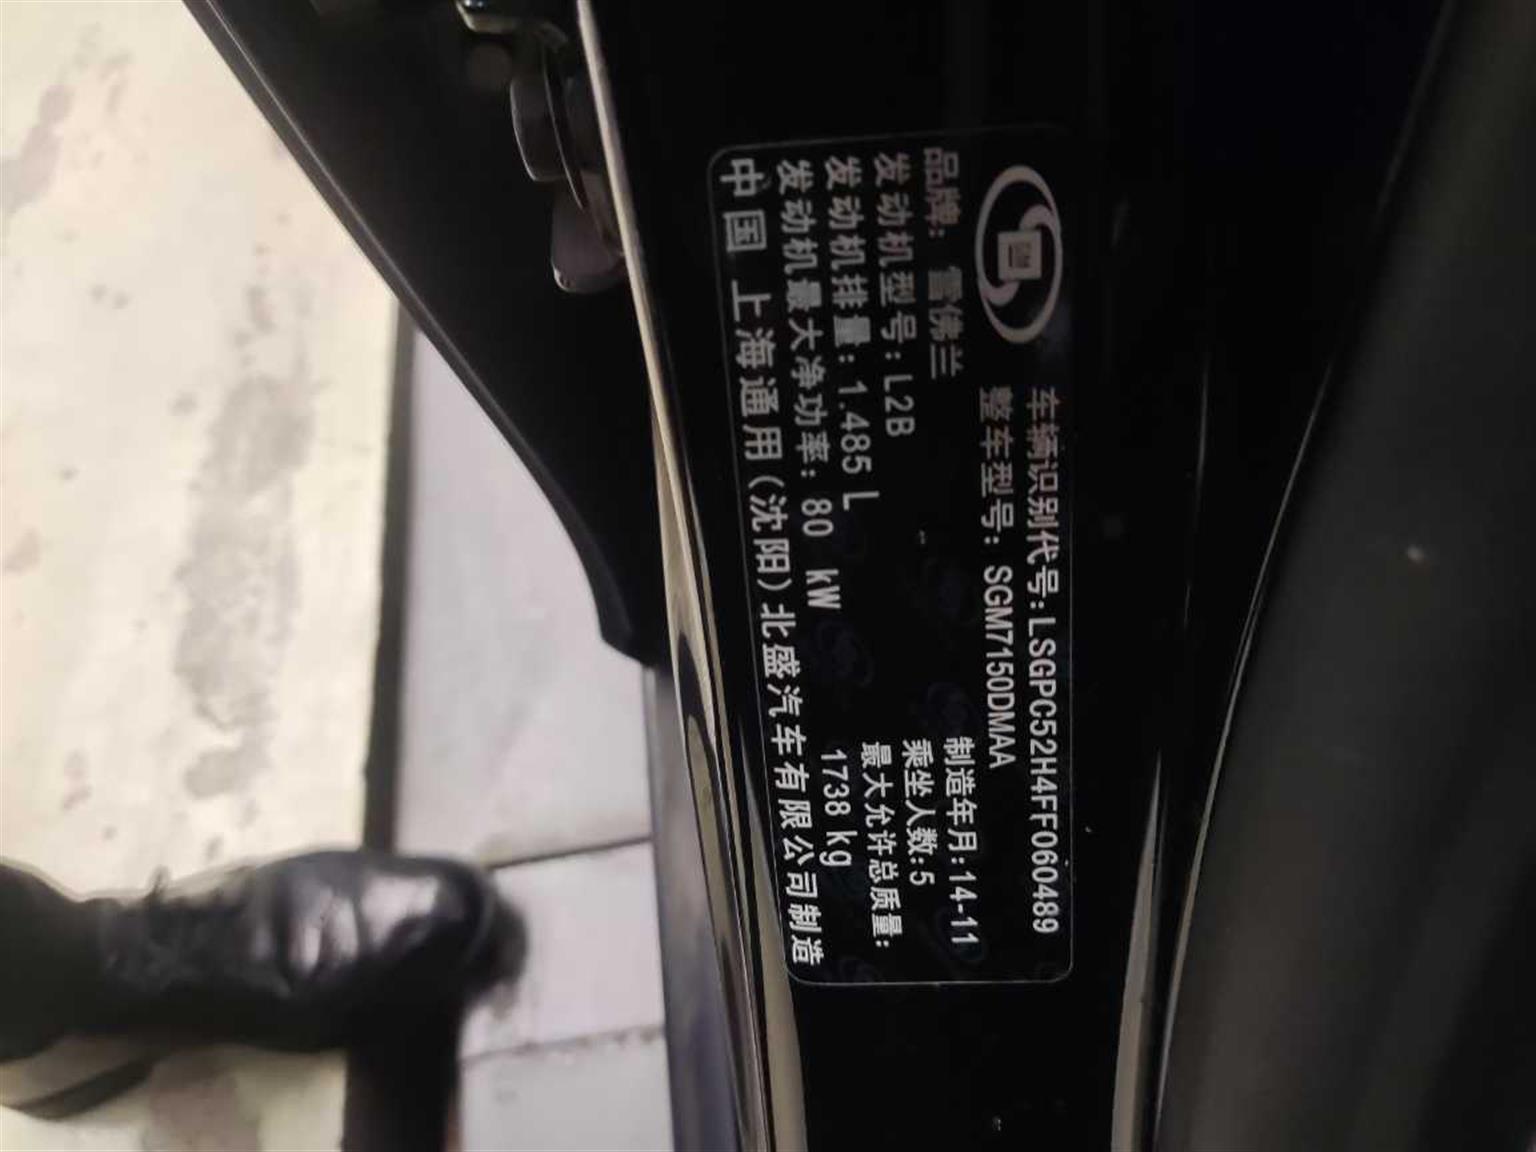 GM
车辆识别代号:LSGPC52H4FF060489
整车型号: SGM7150DMAA
品牌: 雪佛兰
制造年月:14-11
发动机型号:L2B
乘坐人数:5
发动机排量:1.485 L
最大允许总质量:
发动机最大净功率: 80 kW
1738 kg
中国 上海通用(沈阳)北盛汽车有限公司制造